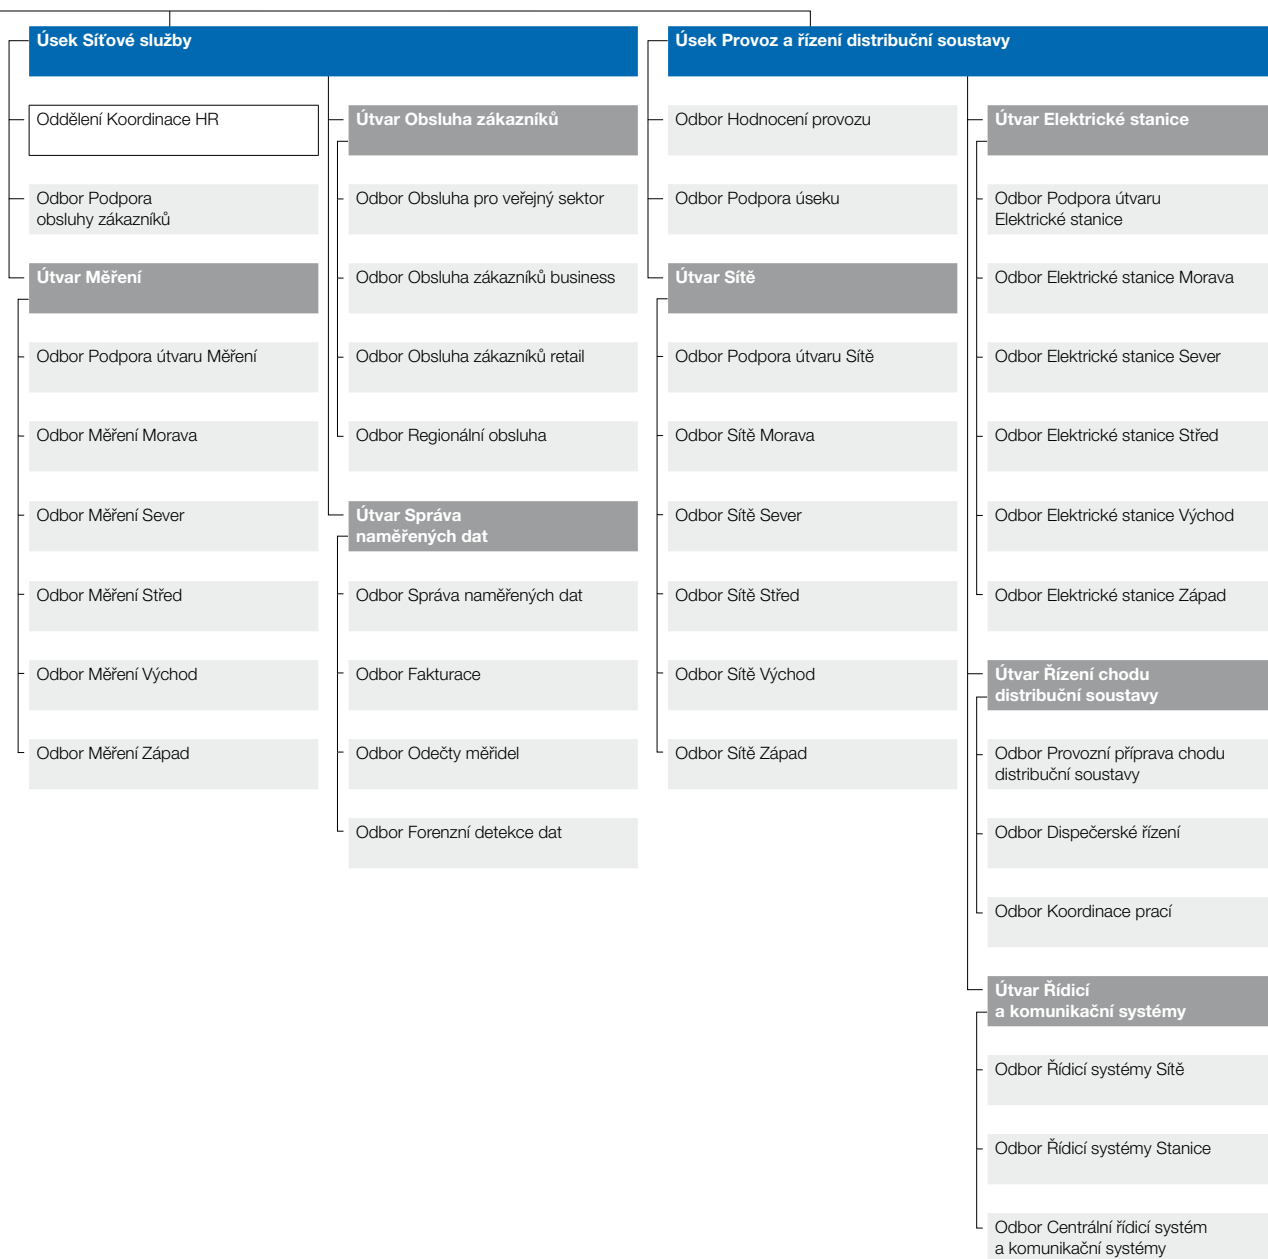 Úsek Síťové služby
Oddělení Koordinace HR
Odbor Podpora
obsluhy zákazníků
Útvar Měření
Odbor Podpora útvaru Měření
Odbor Měření Morava
Odbor Měření Sever
Odbor Měření Střed
Odbor Měření Východ
Odbor Měření Západ
Útvar Obsluha zákazníků
Odbor Obsluha pro veřejný sektor
Odbor Obsluha zákazníků business
Odbor Obsluha zákazníků retail
Odbor Regionální obsluha
Útvar Správa
naměřených dat
Odbor Správa naměřených dat
Odbor Fakturace
Odbor Odečty měřidel
Odbor Forenzní detekce dat
Úsek Provoz a řízení distribuční soustavy
Odbor Hodnocení provozu
Odbor Podpora úseku
Útvar Sítě
Odbor Podpora útvaru Sítě
Odbor Sítě Morava
Odbor Sítě Sever
Odbor Sítě Střed
Odbor Sítě Východ
Odbor Sítě Západ
Útvar Elektrické stanice
Odbor Podpora útvaru
Elektrické stanice
Odbor Elektrické stanice Morava
Odbor Elektrické stanice Sever
Odbor Elektrické stanice Střed
Odbor Elektrické stanice Východ
Odbor Elektrické stanice Západ
Útvar Řízení chodu
distribuční soustavy
Odbor Provozní příprava chodu
distribuční soustavy
Odbor Dispečerské řízení
Odbor Koordinace prací
Útvar Řídicí
a komunikační systémy
Odbor Řídicí systémy Sítě
Odbor Řídicí systémy Stanice
Odbor Centrální řídicí systém
a komunikační systémy